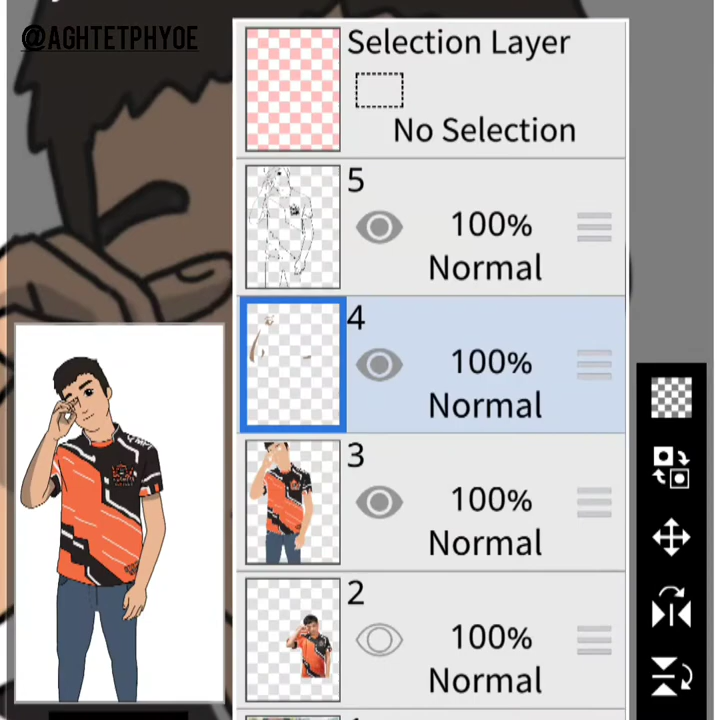 @AGHTETPHYOE
Selection Layer
No Selection
5
100%
Normal
4
100%
Normal
3
100%
Normal
2
100%
Normal